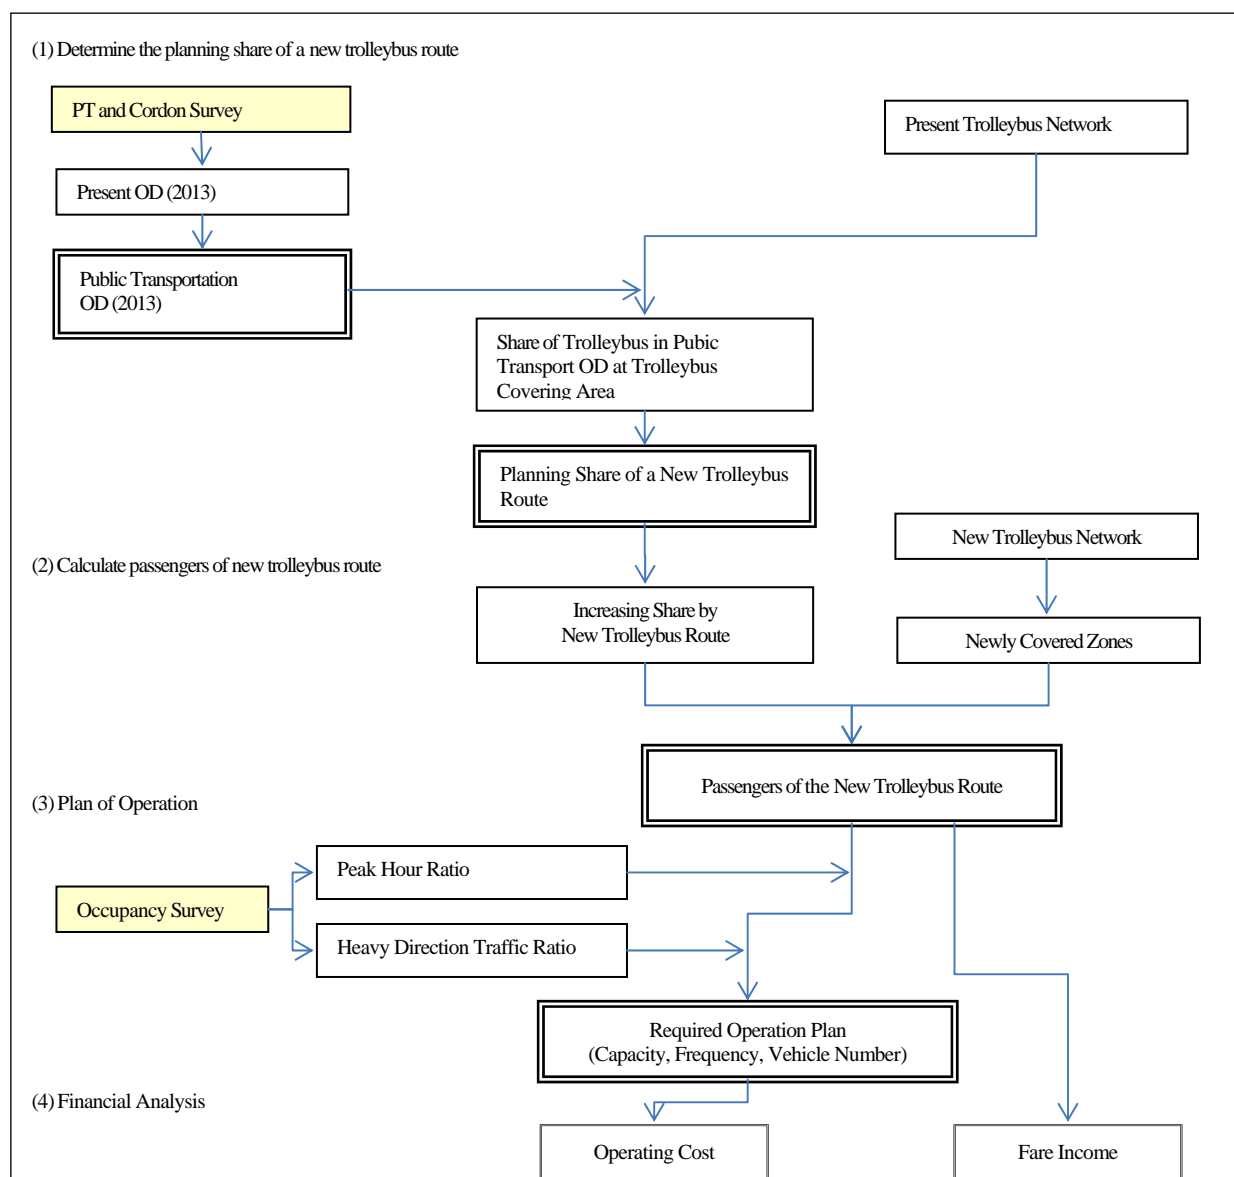 (1) Determine the planning share of a new trolleybus route
PT and Cordon Survey
Present Trolleybus Network
Present OD (2013)
Public Transportation
OD (2013)
Share of Trolleybus in Pubic
Transport OD at Trolleybus
Covering Area
Planning Share of a New Trolleybus
Route
New Trolleybus Network
(2) Calculate passengers of new trolleybus route
Increasing Share by
New Trolleybus Route
Newly Covered Zones
Passengers of the New Trolleybus Route
(3) Plan of Operation
Peak Hour Ratio
Occupancy Survey
Heavy Direction Traffic Ratio
Required Operation Plan
(Capacity, Frequency, Vehicle Number)
(4) Financial Analysis
Operating Cost
Fare Income